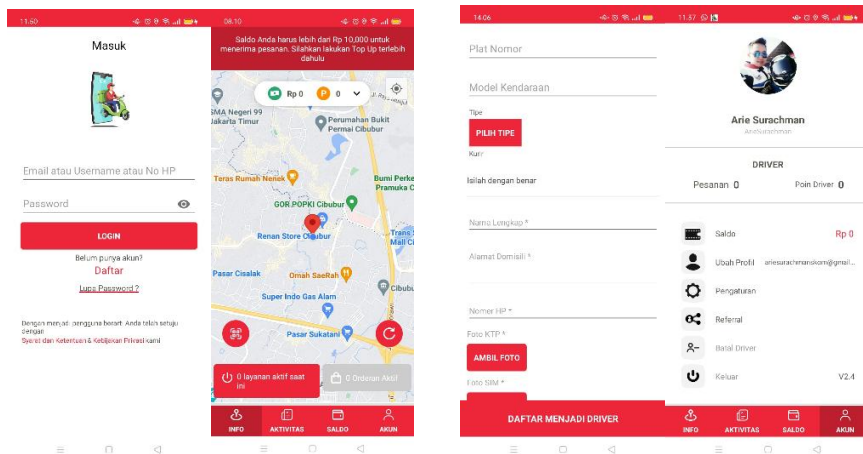 11.50
Masuk
Email atau Username atau No HP
Password
LOGIN
Belum punya akun?
Daftar
Lupa Password ?
Dengan menjadi pengguna berarti Anda telah setuju
dengan
Syarat dan Ketentuan & Kebijakan Privasi kami
08.10
Saldo Anda harus lebih dari Rp 10,000 untuk
menerima pesanan. Silahkan lakukan Top Up terlebih
dahulu
Rp 0
P 0
SMA Negeri 99
Jakarta Timur
Perumahan Bukit
Permai Cibubur
Teras Rumah Nenek
Bumi Perke
Pramuka C
GOR POPKI Cibubur
Renan Store Cibubur
Trans
Mall Ci
Pasar Cisalak
Omah SaeRah
Cibubu
Super Indo Gas
Alam
Pasar Sukatani
0 layanan aktif saat
ini
0 Orderan Aktif
INFO
AKTIVITAS
SALDO
AKUN
14.06
Plat Nomor
Model Kendaraan
Tipe
PILIH TIPE
Isilah dengan benar
Nama Lengkap *
Alamat Domisili *
Nomer HP *
Foto KTP *
AMBIL FOTO
Foto SIM *
DAFTAR MENJADI DRIVER
11.37
Arie Surachman
ArieSurachman
DRIVER
Pesanan 0
Poin Driver 0
Saldo
Rp 0
Ubah Profil
ariesurachmanskom@gmail...
Pengaturan
Referral
Batal Driver
Keluar
V2.4
INFO
AKTIVITAS
SALDO
AKUN